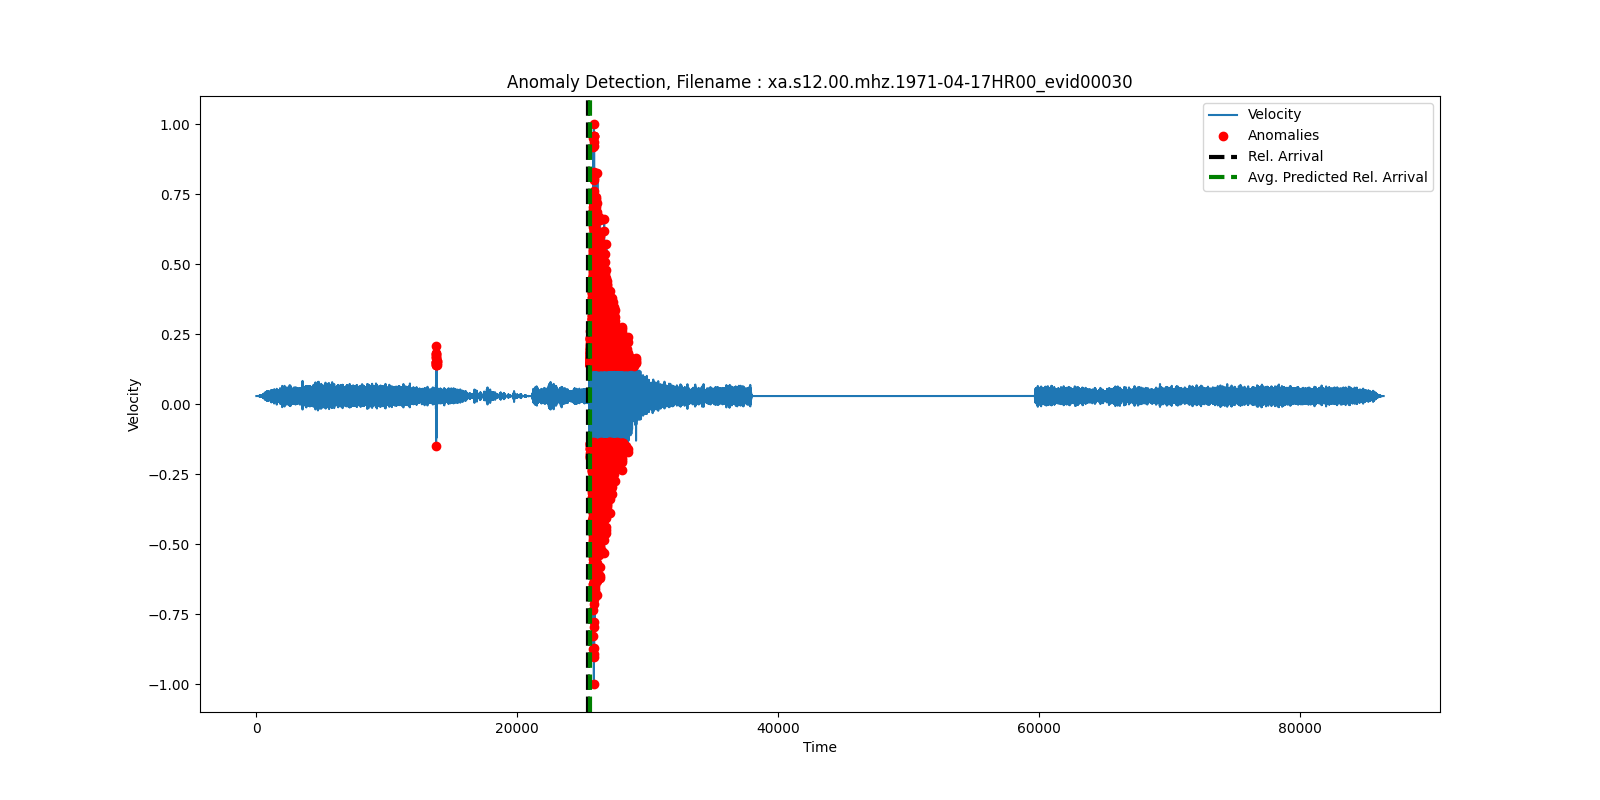 Anomaly Detection, Filename : xa.s12.00.mhz.1971-04-17HR00_evid00030
Velocity
Anomalies
Rel. Arrival
Avg. Predicted Rel. Arrival
1.00
0.75
0.50
0.25
0.00
−0.25
−0.50
−0.75
−1.00
Velocity
0
20000
40000
60000
80000
Time